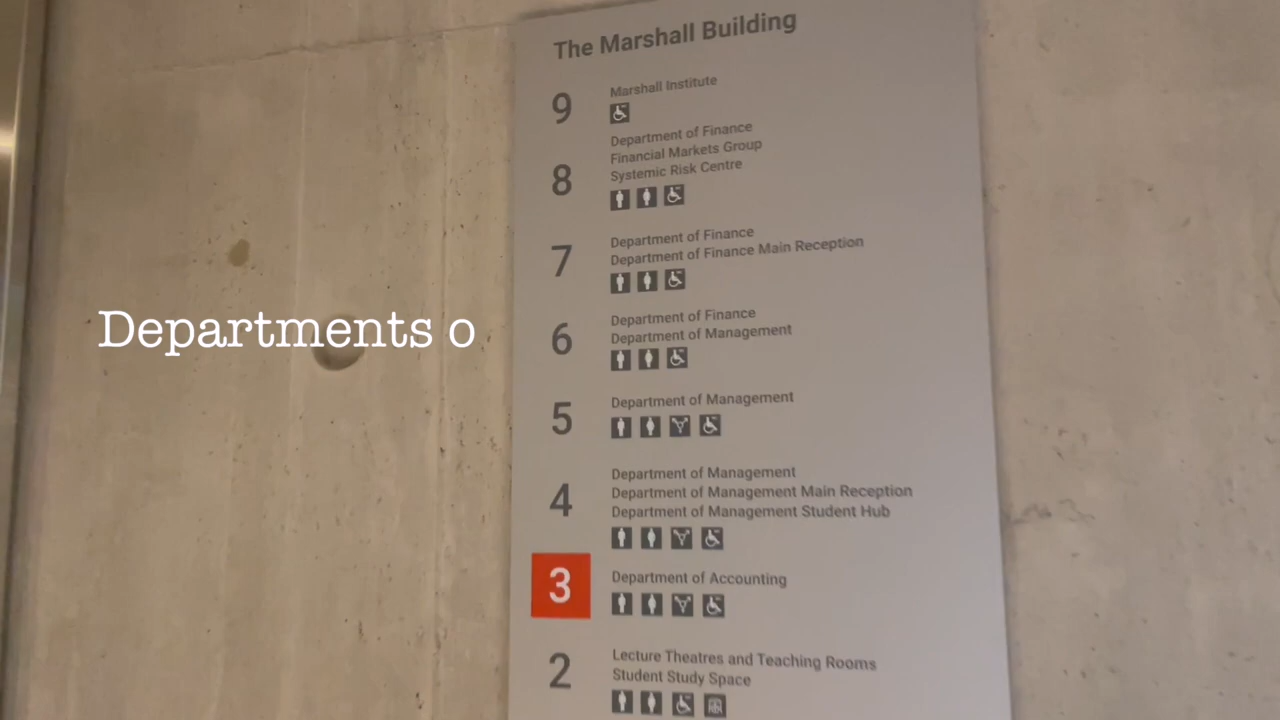 The Marshall Building
9
Marshall Institute
8
Department of Finance
Financial Markets Group
Systemic Risk Centre
7
Department of Finance
Department of Finance Main Reception
6
Department of Finance
Department of Management
5
Department of Management
4
Department of Management
Department of Management Main Reception
Department of Management Student Hub
3
Department of Accounting
2
Lecture Theatres and Teaching Rooms
Student Study Space
Departments o